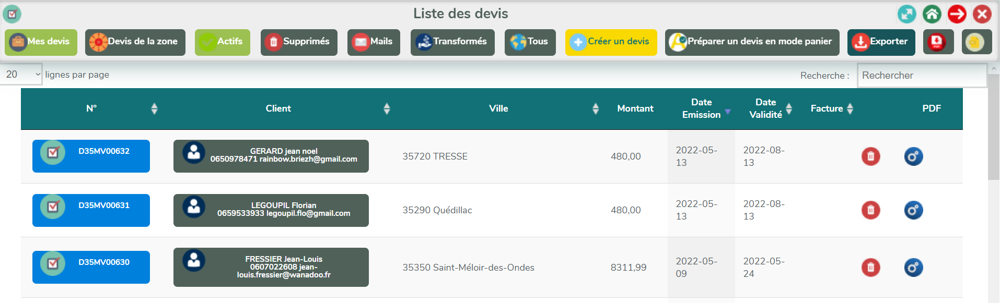 Liste des devis
Mes devis
Devis de la zone
Actifs
Supprimés
Mails
Transformés
Tous
Créer un devis
Préparer un devis en mode panier
Exporter
20
lignes par page
Recherche :
Rechercher
N°
Client
Ville
Montant
Date
Emission
Date
Validité
Facture
PDF
D35MV00632
GERARD jean noel
0650978471 rainbow.briezh@gmail.com
35720 TRESSE
480,00
2022-05-
13
2022-08-
13
D35MV00631
LEGOUPIL Florian
0659533933 legoupil.flo@gmail.com
35290 Quédillac
480,00
2022-05-
13
2022-08-
13
D35MV00630
FRESSIER Jean-Louis
0607022608 jean-
louis.fressier@wanadoo.fr
35350 Saint-Méloir-des-Ondes
8311,99
2022-05-
09
2022-05-
24